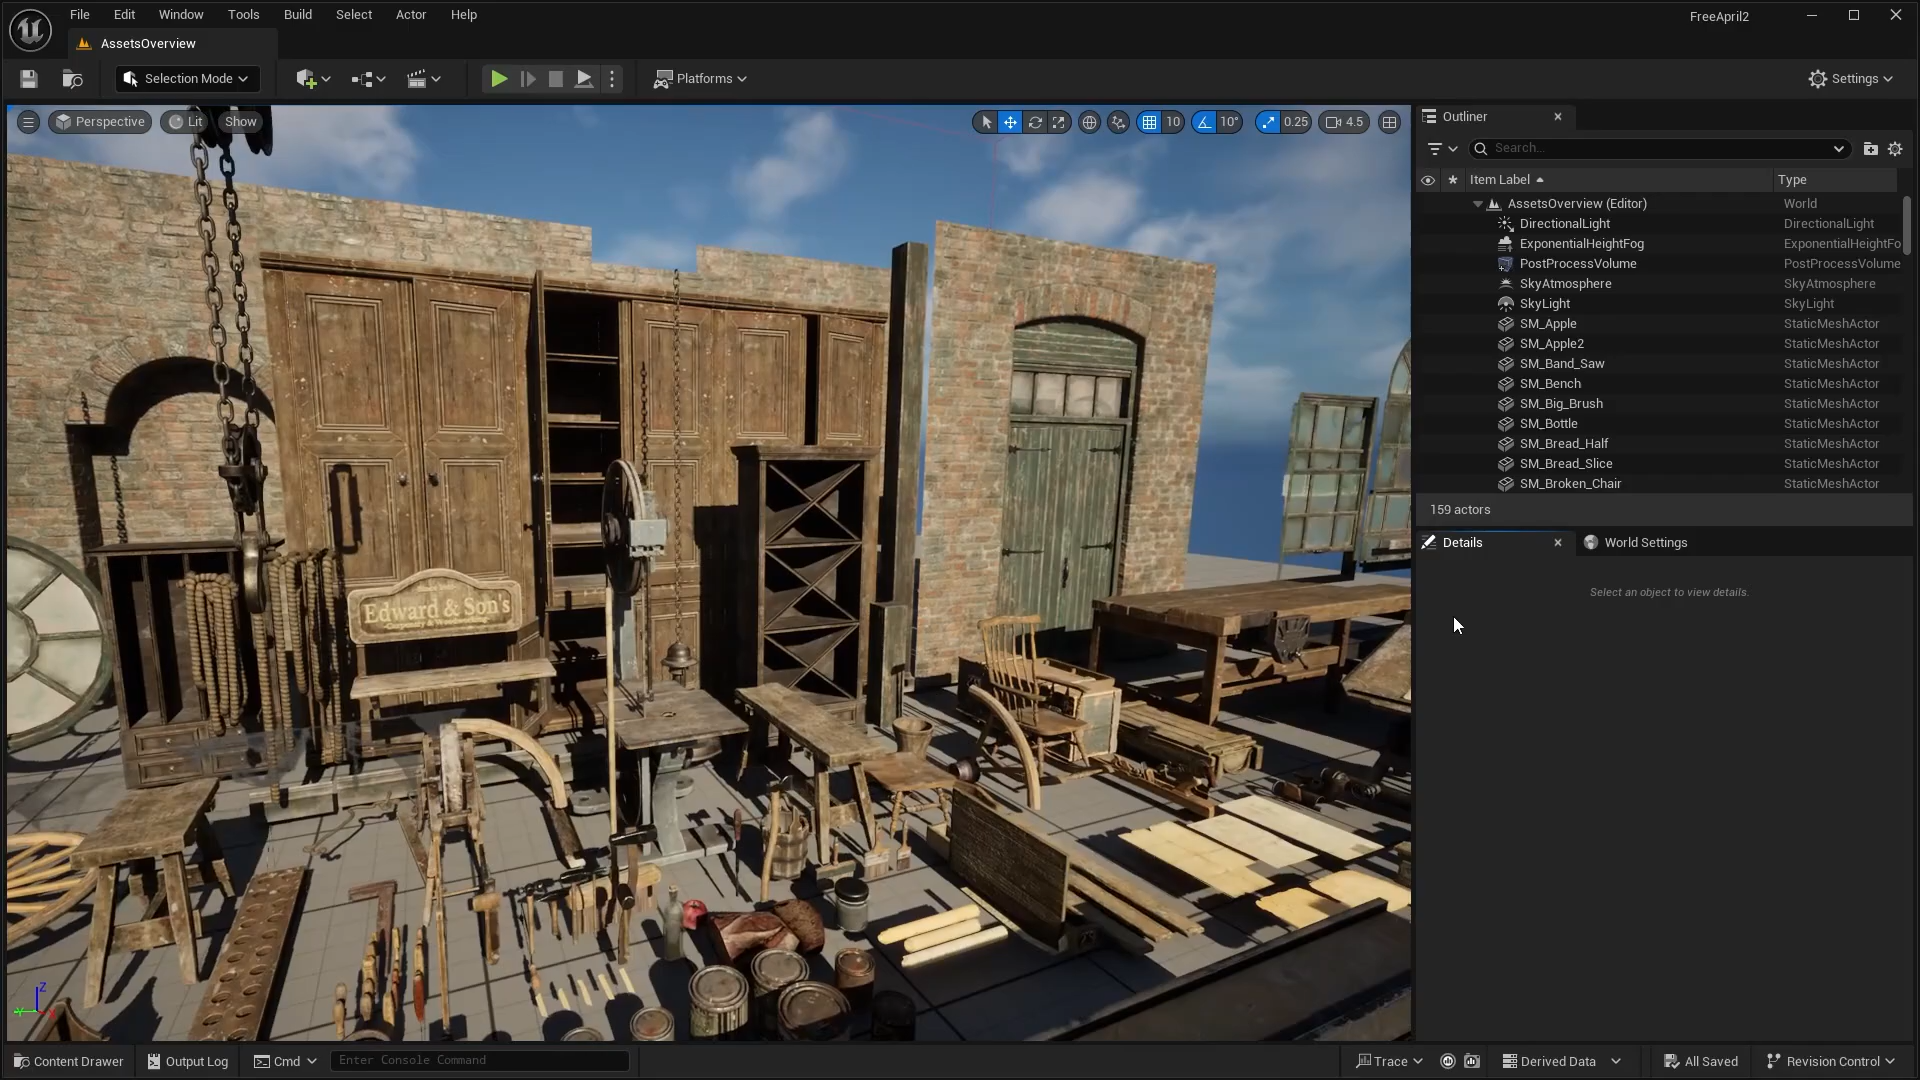 File Edit Window Tools Build Select Actor Help
FreeApril2
AssetsOverview
Selection Mode
Platforms
Settings
Perspective
Lit
Show
10
10°
0.25
4.5
Edward & Son's
Outliner
Search...
Item Label
Type
AssetsOverview (Editor) World
DirectionalLight DirectionalLight
ExponentialHeightFog ExponentialHeightFo
PostProcessVolume PostProcessVolume
SkyAtmosphere SkyAtmosphere
SkyLight SkyLight
SM_Apple StaticMeshActor
SM_Apple2 StaticMeshActor
SM_Band_Saw StaticMeshActor
SM_Bench StaticMeshActor
SM_Big_Brush StaticMeshActor
SM_Bottle StaticMeshActor
SM_Bread_Half StaticMeshActor
SM_Bread_Slice StaticMeshActor
SM_Broken_Chair StaticMeshActor
159 actors
Details
World Settings
Select an object to view details.
Z
Content Drawer
Output Log
Cmd
Enter Console Command
Trace
Derived Data
All Saved
Revision Control